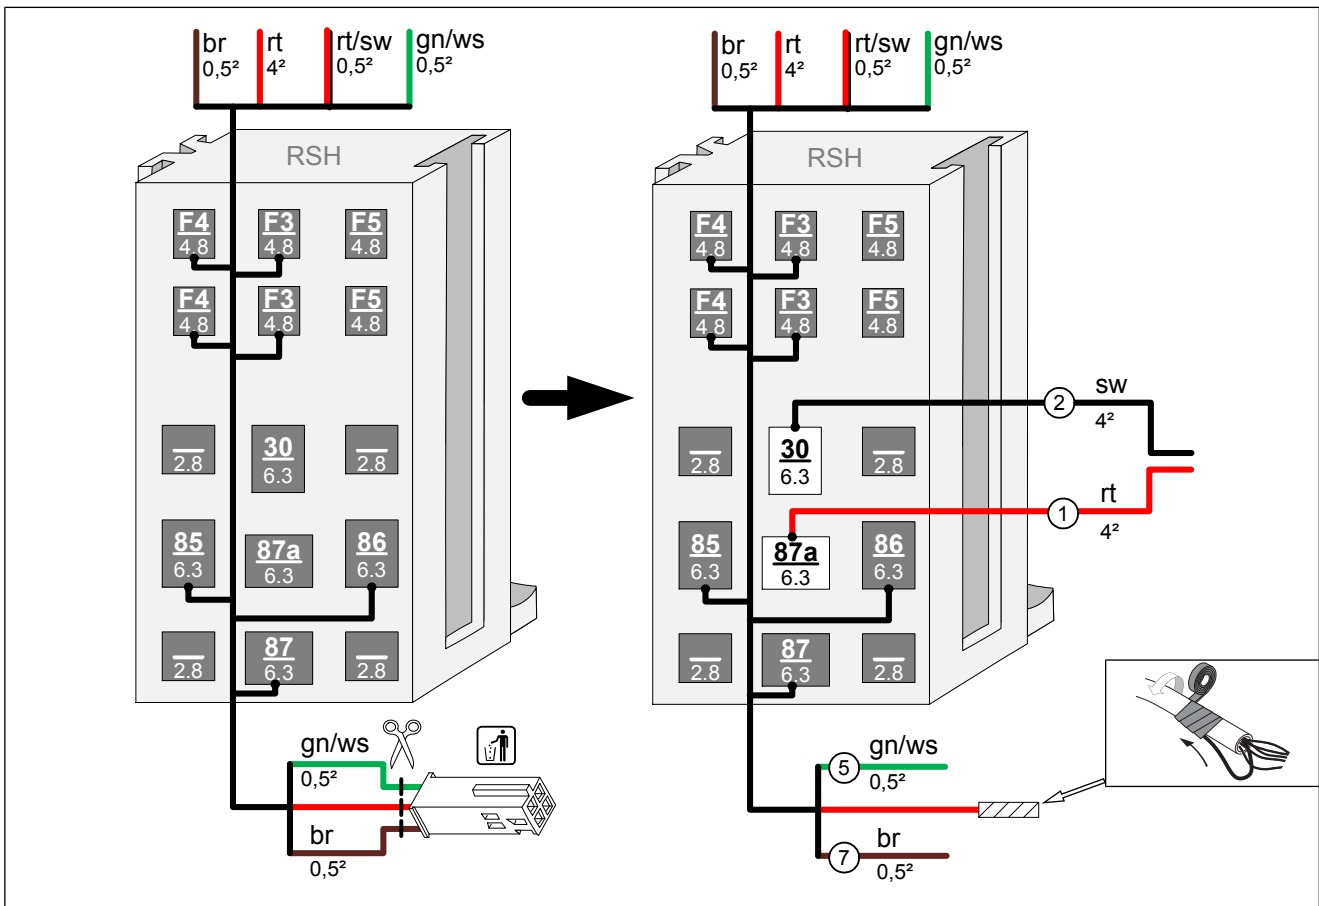 br rt rt/sw gn/ws
0,5² 4² 0,5² 0,5²
RSH
F4 F3 F5
4.8 4.8 4.8
F4 F3 F5
4.8 4.8 4.8
30
2.8 6.3 2.8
85 87a 86
6.3 6.3 6.3
87
2.8 6.3 2.8
gn/ws
0,5²
br
0,5²
br rt rt/sw gn/ws
0,5² 4² 0,5² 0,5²
RSH
F4 F3 F5
4.8 4.8 4.8
F4 F3 F5
4.8 4.8 4.8
2 sw
4²
30
2.8 6.3 2.8
1 rt
4²
85 87a 86
6.3 6.3 6.3
87
2.8 6.3 2.8
5 gn/ws
0,5²
7 br
0,5²